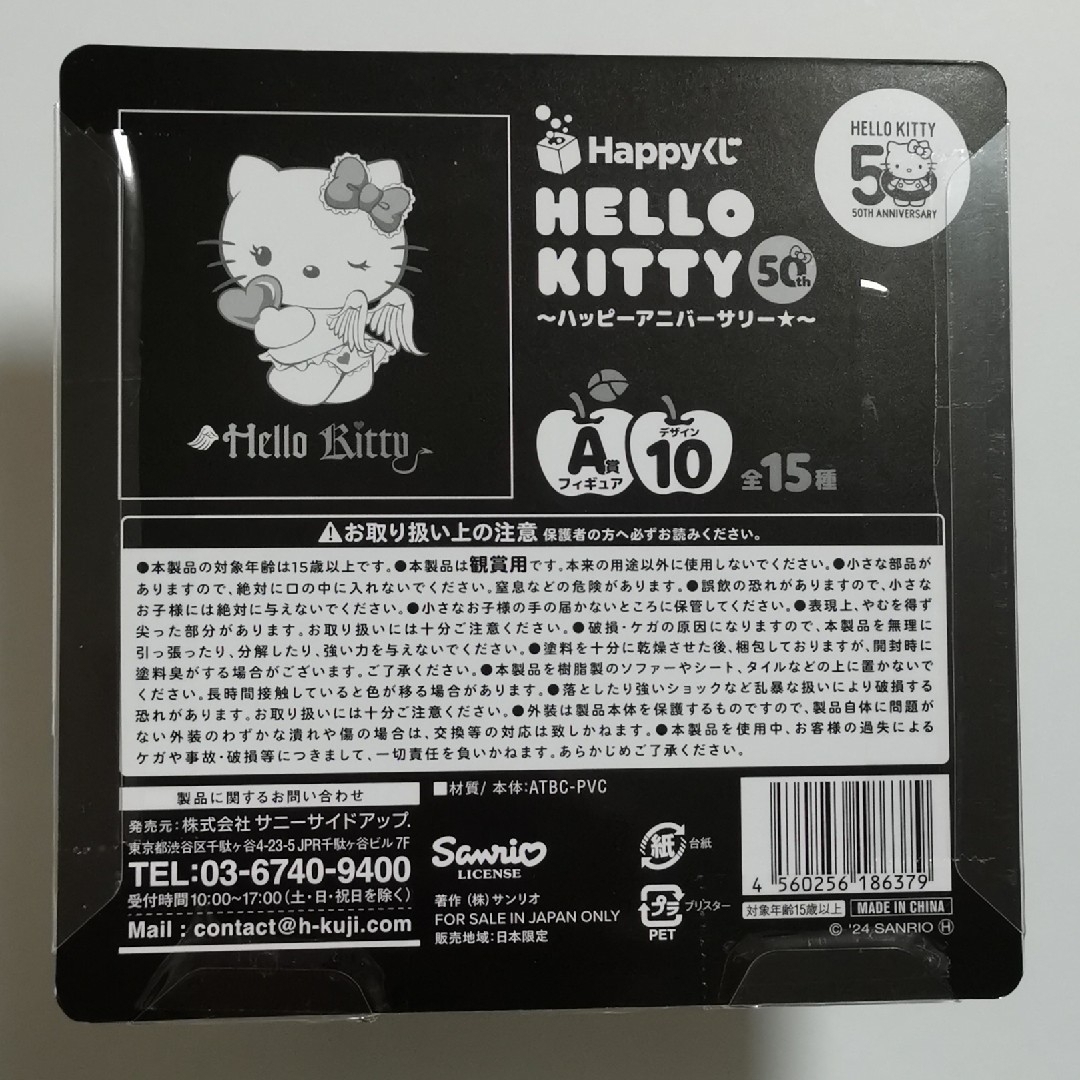 Happyくじ
HELLO
KITTY 50th
～ハッピーアニバーサリー★～
HELLO KITTY
50
50TH ANNIVERSARY
Hello Kitty
A賞
フィギュア
デザイン
10
全15種
⚠お取り扱い上の注意 保護者の方へ必ずお読みください。
●本製品の対象年齢は15歳以上です。●本製品は観賞用です。本来の用途以外に使用しないでください。●小さな部品が
ありますので、絶対に口の中に入れないでください。窒息などの危険があります。●誤飲の恐れがありますので、小さな
お子様には絶対に与えないでください。●小さなお子様の手の届かないところに保管してください。●表現上、やむを得ず
尖った部分があります。お取り扱いには十分ご注意ください。●破損・ケガの原因になりますので、本製品を無理に
引っ張ったり、分解したり、強い力を与えないでください。●塗料を十分に乾燥させた後、梱包しておりますが、開封時に
塗料臭がする場合がございます。ご了承ください。●本製品を樹脂製のソファーやシート、タイルなどの上に置かないで
ください。長時間接触していると色が移る場合があります。●落としたり強いショックなど乱暴な扱いにより破損する
恐れがあります。お取り扱いには十分ご注意ください。●外装は製品本体を保護するものですので、製品自体に問題が
ない外装のわずかな潰れや傷の場合は、交換等の対応は致しかねます。●本製品を使用中、お客様の過失による
ケガや事故・破損等につきまして、一切責任を負いかねます。あらかじめご了承ください。
製品に関するお問い合わせ
発売元：株式会社 サニーサイドアップ.
東京都渋谷区千駄ヶ谷4-23-5 JPR千駄ヶ谷ビル 7F
TEL:03-6740-9400
受付時間10:00〜17:00（土・日・祝日を除く）
Mail : contact@h-kuji.com
■材質/ 本体:ATBC-PVC
Sanrio
LICENSE
著作（株）サンリオ
FOR SALE IN JAPAN ONLY
販売地域:日本限定
紙 台紙
プラ ブリスター
PET
4 560256 186379
対象年齢15歳以上 MADE IN CHINA
© '24 SANRIO Ⓗ